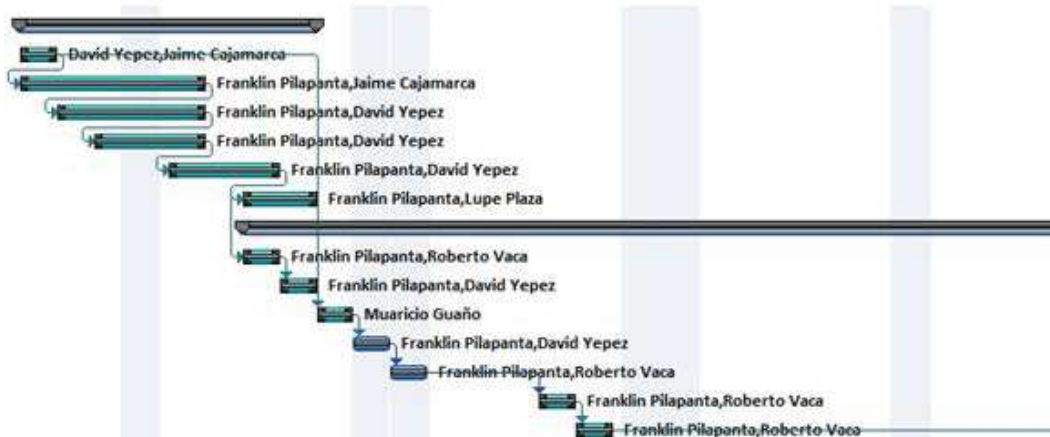 David Yepez,Jaime Cajamarca
Franklin Pilapanta,Jaime Cajamarca
Franklin Pilapanta,David Yepez
Franklin Pilapanta,David Yepez
Franklin Pilapanta,David Yepez
Franklin Pilapanta,Lupe Plaza
Franklin Pilapanta,Roberto Vaca
Franklin Pilapanta,David Yepez
Muaricio Guaño
Franklin Pilapanta,David Yepez
Franklin Pilapanta,Roberto Vaca
Franklin Pilapanta,Roberto Vaca
Franklin Pilapanta,Roberto Vaca